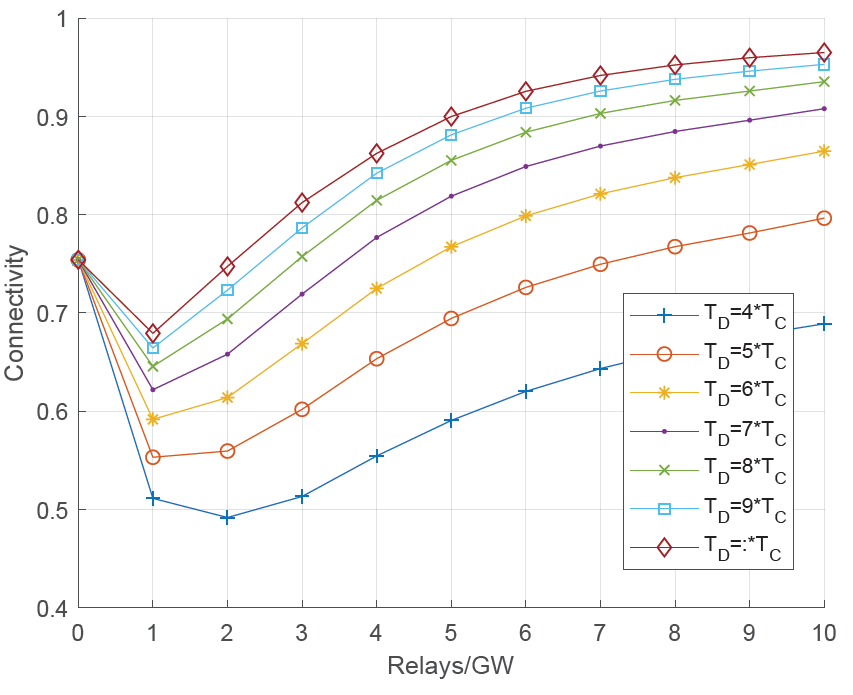 1
0.9
0.8
0.7
0.6
0.5
0.4
Connectivity
0 1 2 3 4 5 6 7 8 9 10
Relays/GW
T_D=4*T_C
T_D=5*T_C
T_D=6*T_C
T_D=7*T_C
T_D=8*T_C
T_D=9*T_C
T_D=:*T_C